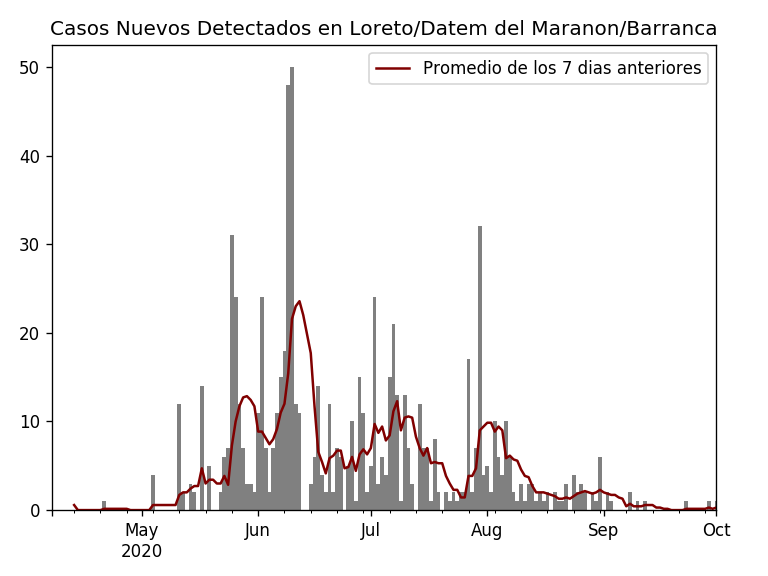 Casos Nuevos Detectados en Loreto/Datem del Maranon/Barranca
Promedio de los 7 dias anteriores
50
40
30
20
10
0
May Jun Jul Aug Sep Oct
2020